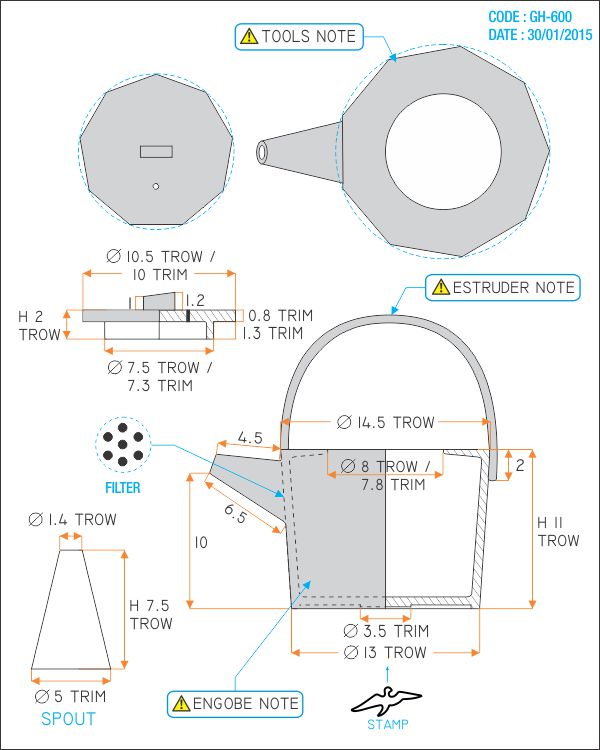 CODE : GH-600
DATE : 30/01/2015
TOOLS NOTE
Ø 10.5 TROW /
10 TRIM
1.2
H 2
TROW
0.8 TRIM
1.3 TRIM
Ø 7.5 TROW /
7.3 TRIM
ESTRUDER NOTE
Ø 14.5 TROW
4.5
Ø 8 TROW /
7.8 TRIM
2
FILTER
6.5
Ø 1.4 TROW
10
H 11
TROW
H 7.5
TROW
Ø 3.5 TRIM
Ø 13 TROW
Ø 5 TRIM
SPOUT
ENGOBE NOTE
STAMP